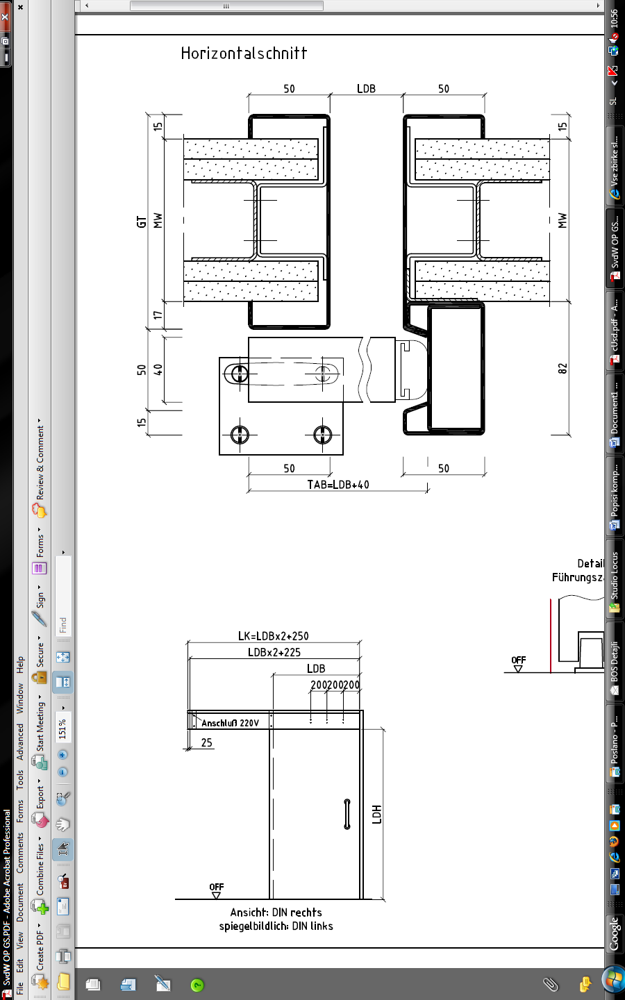 SvdW OP GS.PDF - Adobe Acrobat Professional
File Edit View Document Comments Forms Tools Advanced Window Help
Create PDF Combine Files Export Start Meeting Secure Sign Forms Review & Comment
151% Find
Horizontalschnitt
50 LDB 50
15 15
GT MW MW
17
50 40 82
15
50 50
TAB=LDB+40
Detail
OFF
LK=LDBx2+250
LDBx2+225
LDB
200 200 200
Anschluß 220V
25
LDH
OFF
Ansicht: DIN rechts
spiegelbildlich: DIN links
Google
Poslano - P...
BOS Detajli
Studio Locus
Popisi komp...
Document1 ...
cUsd.pdf - A...
SvdW OP GS...
Vse zbirke sl...
SL
10:56